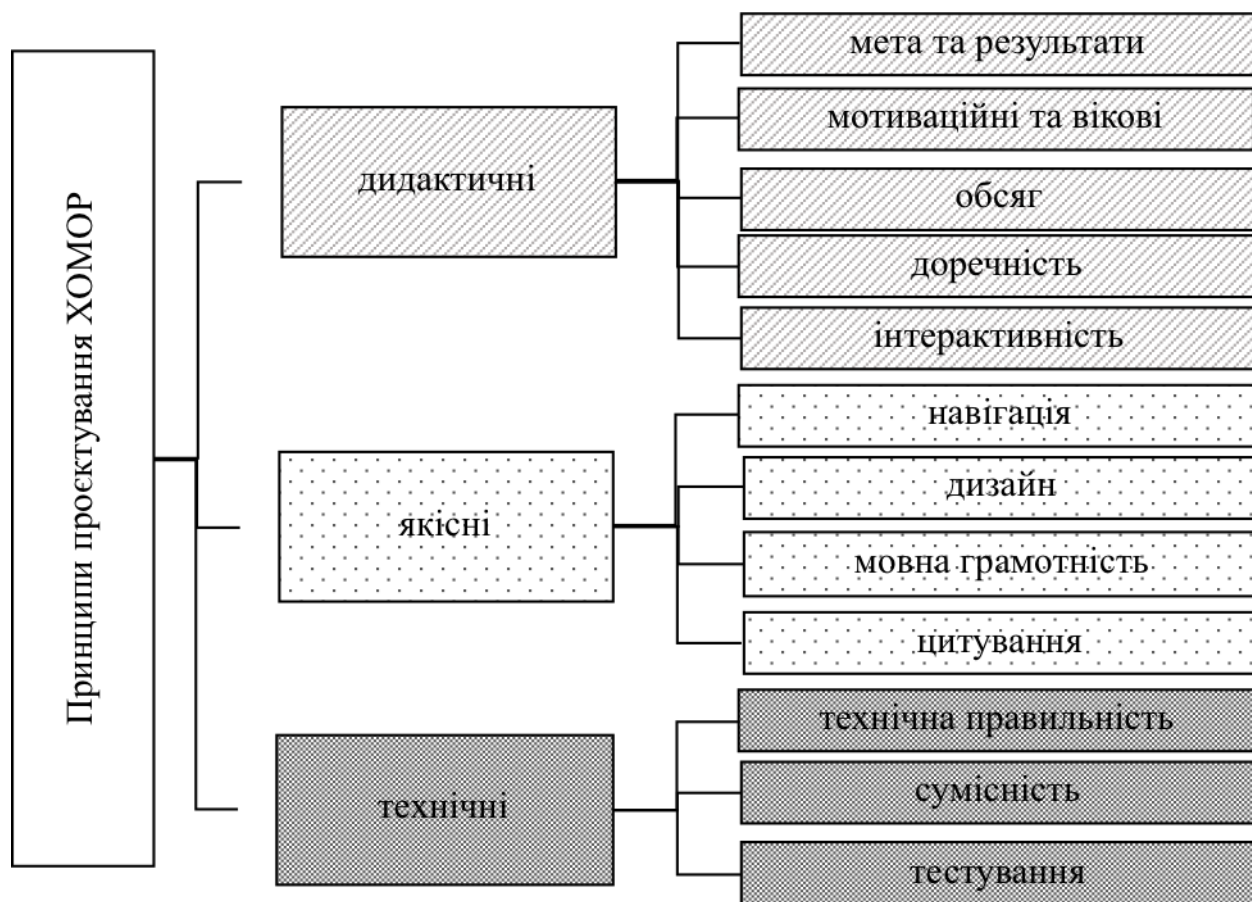 Принципи проєктування ХОМОР
дидактичні
мета та результати
мотиваційні та вікові
обсяг
доречність
інтерактивність
якісні
навігація
дизайн
мовна грамотність
цитування
технічні
технічна правильність
сумісність
тестування